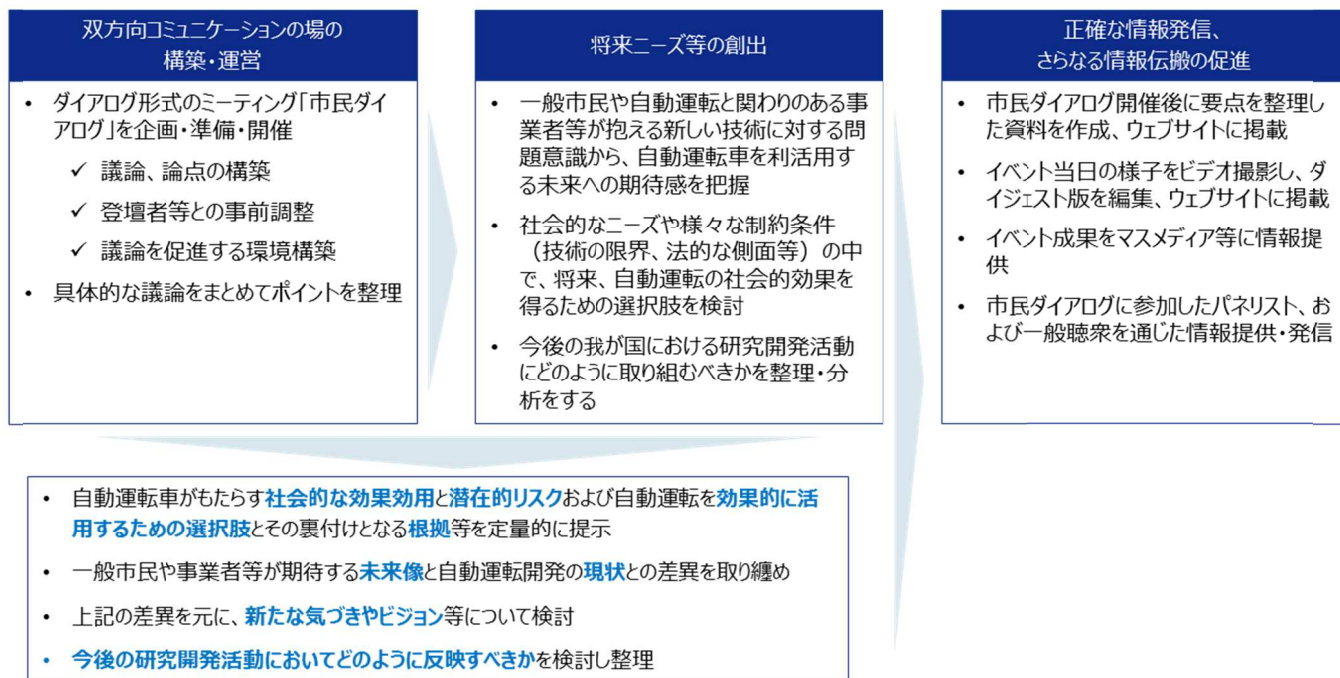 双方向コミュニケーションの場の
構築・運営
• ダイアログ形式のミーティング「市民ダイ
アログ」を企画・準備・開催
✓ 議論、論点の構築
✓ 登壇者等との事前調整
✓ 議論を促進する環境構築
• 具体的な議論をまとめてポイントを整理
将来ニーズ等の創出
• 一般市民や自動運転と関わりのある事
業者等が抱える新しい技術に対する問
題意識から、自動運転車を利活用す
る未来への期待感を把握
• 社会的なニーズや様々な制約条件
（技術の限界、法的な側面等）の中
で、将来、自動運転の社会的効果を
得るための選択肢を検討
• 今後の我が国における研究開発活動
にどのように取り組むべきかを整理・分
析をする
正確な情報発信、
さらなる情報伝搬の促進
• 市民ダイアログ開催後に要点を整理し
た資料を作成、ウェブサイトに掲載
• イベント当日の様子をビデオ撮影し、ダ
イジェスト版を編集、ウェブサイトに掲載
• イベント成果をマスメディア等に情報提
供
• 市民ダイアログに参加したパネリスト、お
よび一般聴衆を通じた情報提供・発信
• 自動運転車がもたらす社会的な効果効用と潜在的リスクおよび自動運転を効果的に活
用するための選択肢とその裏付けとなる根拠等を定量的に提示
• 一般市民や事業者等が期待する未来像と自動運転開発の現状との差異を取り纏め
• 上記の差異を元に、新たな気づきやビジョン等について検討
• 今後の研究開発活動においてどのように反映すべきかを検討し整理